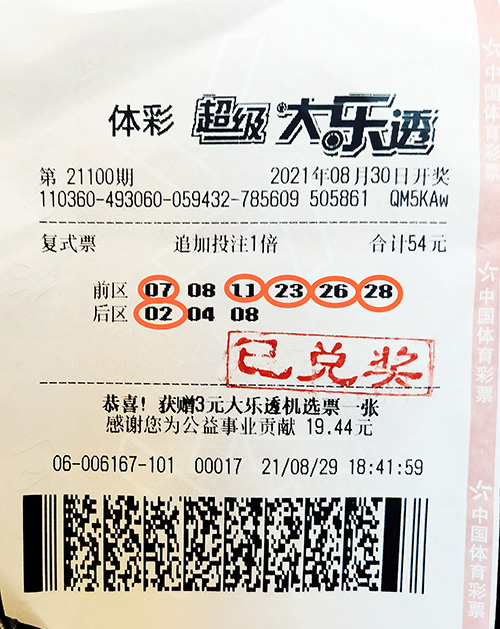 体彩 超级大乐透
第 21100期 2021年08月30日开奖
110360-493060-059432-785609 505861 QM5KAw
复式票 追加投注1倍 合计54元
前区 07 08 11 23 26 28
后区 02 04 08
已兑奖
恭喜! 获赠3元大乐透机选票一张
感谢您为公益事业贡献 19.44元
06-006167-101 00017 21/08/29 18:41:59
中国体育彩票
中国体育彩票
中国体育彩票